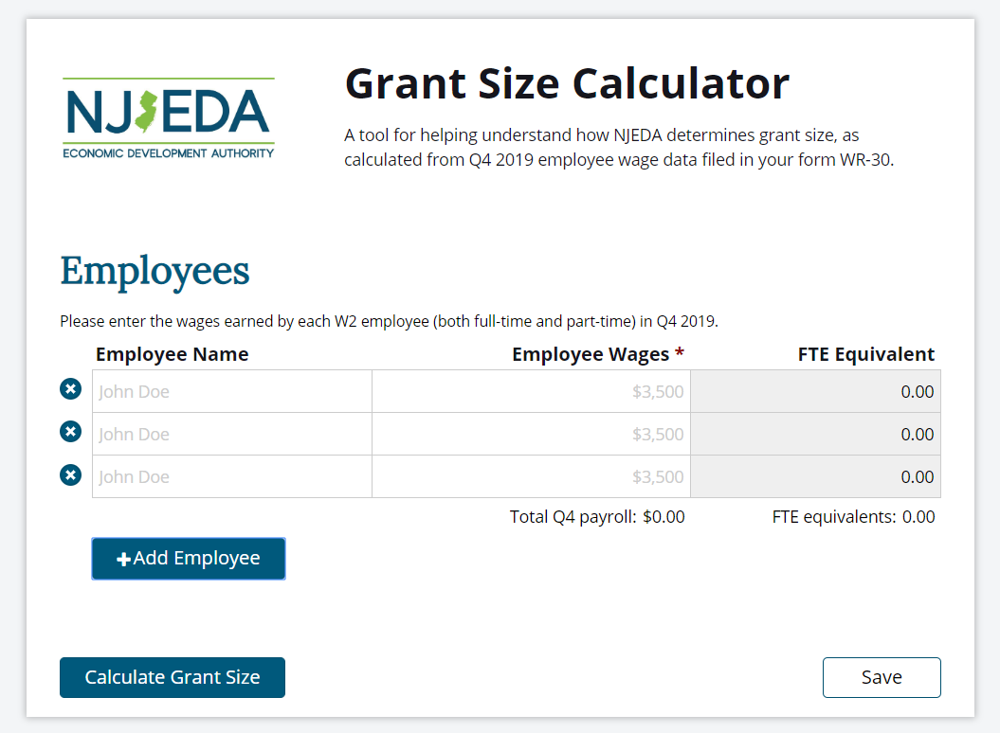 NJEDA
ECONOMIC DEVELOPMENT AUTHORITY
Grant Size Calculator
A tool for helping understand how NJEDA determines grant size, as
calculated from Q4 2019 employee wage data filed in your form WR-30.
Employees
Please enter the wages earned by each W2 employee (both full-time and part-time) in Q4 2019.
Employee Name Employee Wages * FTE Equivalent
John Doe $3,500 0.00
John Doe $3,500 0.00
John Doe $3,500 0.00
Total Q4 payroll: $0.00 FTE equivalents: 0.00
+Add Employee
Calculate Grant Size Save